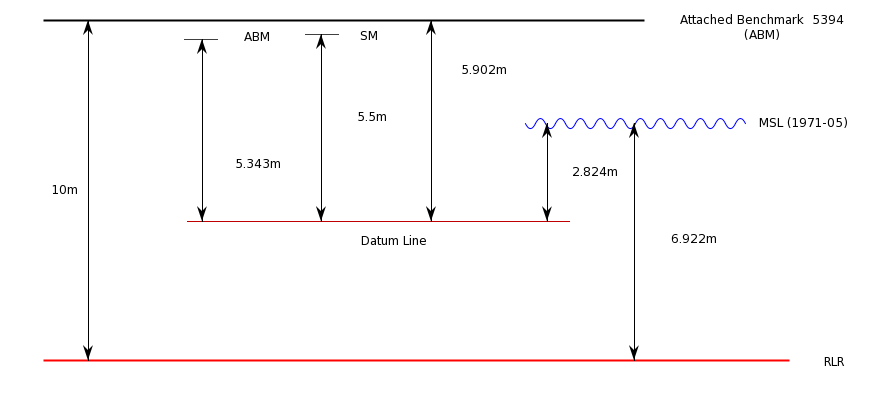 Attached Benchmark  5394
(ABM)
ABM
SM
5.902m
5.5m
MSL (1971-05)
5.343m
2.824m
10m
6.922m
Datum Line
RLR